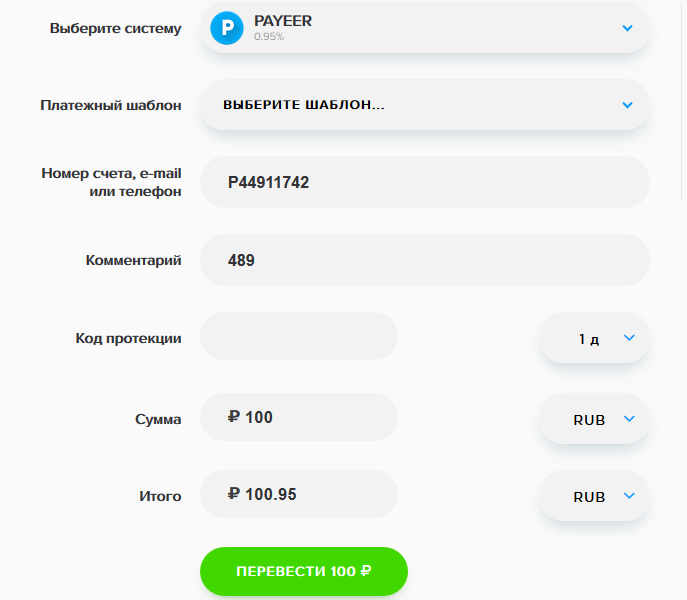 Выберите систему
PAYEER
0.95%
Платежный шаблон
ВЫБЕРИТЕ ШАБЛОН...
Номер счета, e-mail
или телефон
P44911742
Комментарий
489
Код протекции
1 д
Сумма
₽ 100
RUB
Итого
₽ 100.95
RUB
ПЕРЕВЕСТИ 100 ₽